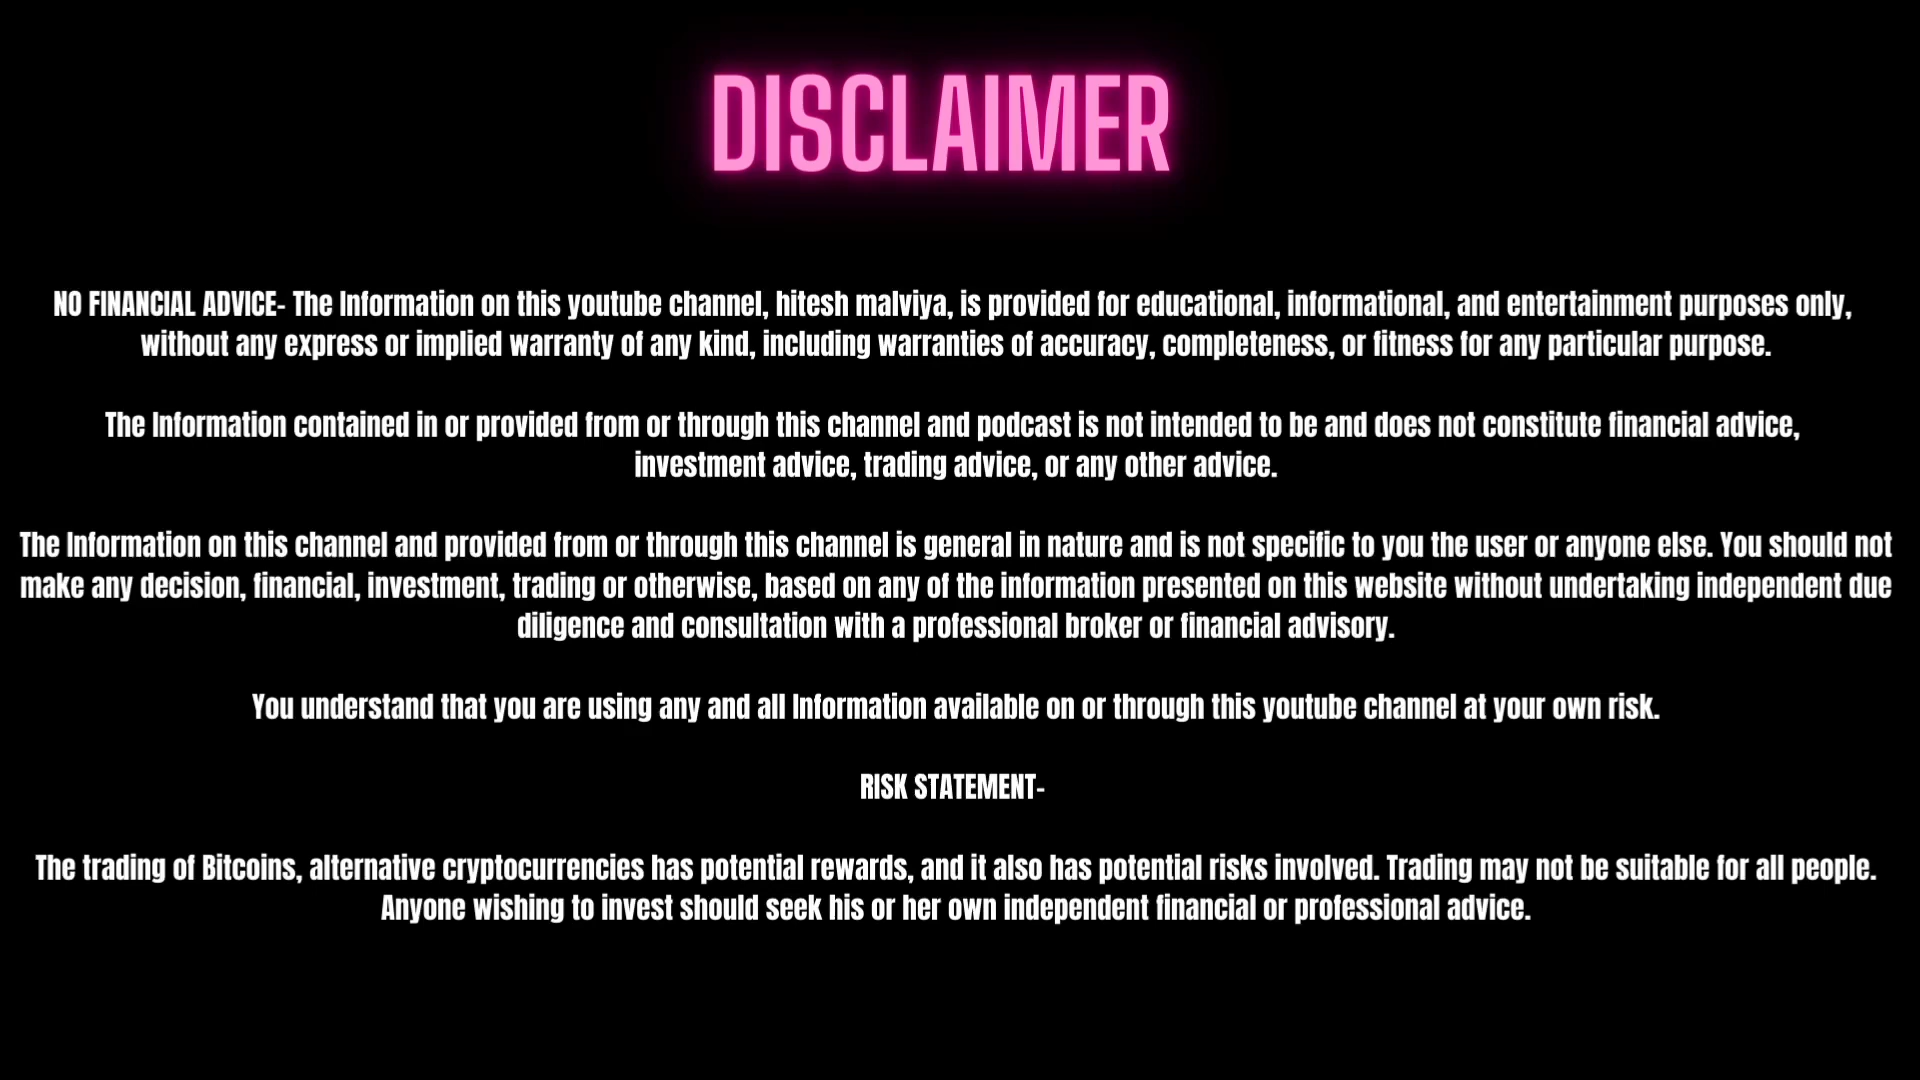 DISCLAIMER
NO FINANCIAL ADVICE- The Information on this youtube channel, hitesh malviya, is provided for educational, informational, and entertainment purposes only,
without any express or implied warranty of any kind, including warranties of accuracy, completeness, or fitness for any particular purpose.
The Information contained in or provided from or through this channel and podcast is not intended to be and does not constitute financial advice,
investment advice, trading advice, or any other advice.
The Information on this channel and provided from or through this channel is general in nature and is not specific to you the user or anyone else. You should not
make any decision, financial, investment, trading or otherwise, based on any of the information presented on this website without undertaking independent due
diligence and consultation with a professional broker or financial advisory.
You understand that you are using any and all Information available on or through this youtube channel at your own risk.
RISK STATEMENT-
The trading of Bitcoins, alternative cryptocurrencies has potential rewards, and it also has potential risks involved. Trading may not be suitable for all people.
Anyone wishing to invest should seek his or her own independent financial or professional advice.